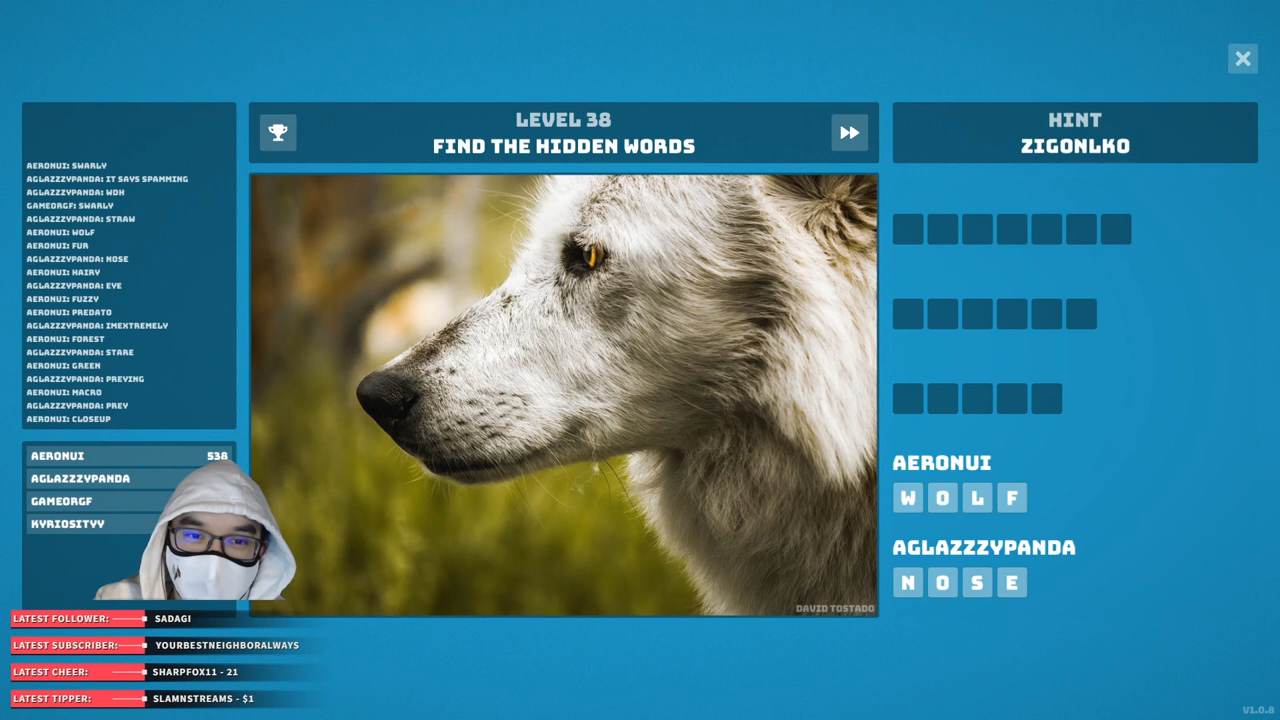 LEVEL 38
FIND THE HIDDEN WORDS
HINT
ZIGONLKO
AERONUI: SWARLY
AGLAZZZYPANDA: IT SAYS SPAMMING
AGLAZZZYPANDA: WDH
GAMEORGF: SWARLY
AGLAZZZYPANDA: STRAW
AERONUI: WOLF
AERONUI: FUR
AGLAZZZYPANDA: NOSE
AERONUI: HAIRY
AGLAZZZYPANDA: EYE
AERONUI: FUZZY
AERONUI: PREDATO
AGLAZZZYPANDA: IMEXTREMELY
AERONUI: FOREST
AGLAZZZYPANDA: STARE
AERONUI: GREEN
AGLAZZZYPANDA: PREYING
AERONUI: MACRO
AGLAZZZYPANDA: PREY
AERONUI: CLOSEUP
AERONUI 538
AGLAZZZYPANDA
GAMEORGF
KYRIOSITYY
DAVID TOSTADO
AERONUI
WOLF
AGLAZZZYPANDA
NOSE
LATEST FOLLOWER: SADAGI
LATEST SUBSCRIBER: YOURBESTNEIGHBORALWAYS
LATEST CHEER: SHARPFOX11 - 21
LATEST TIPPER: SLAMNSTREAMS - $1
V1.0.8